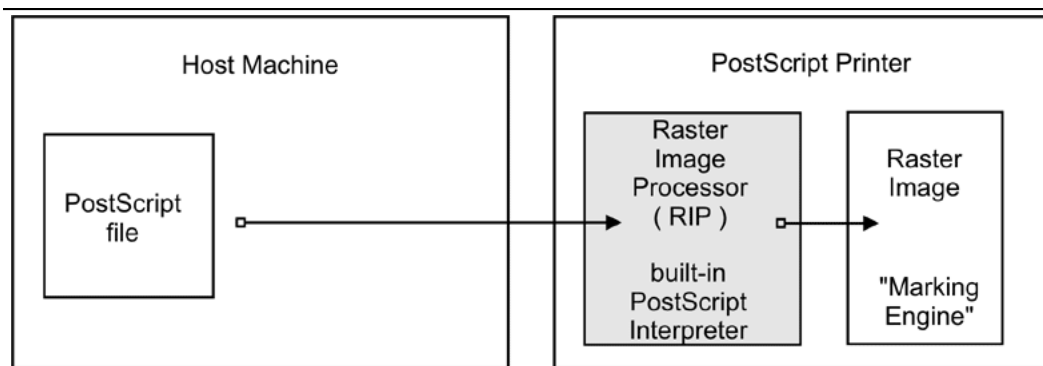 Host Machine
PostScript
file
PostScript Printer
Raster
Image
Processor
( RIP )
built-in
PostScript
Interpreter
Raster
Image
"Marking
Engine"